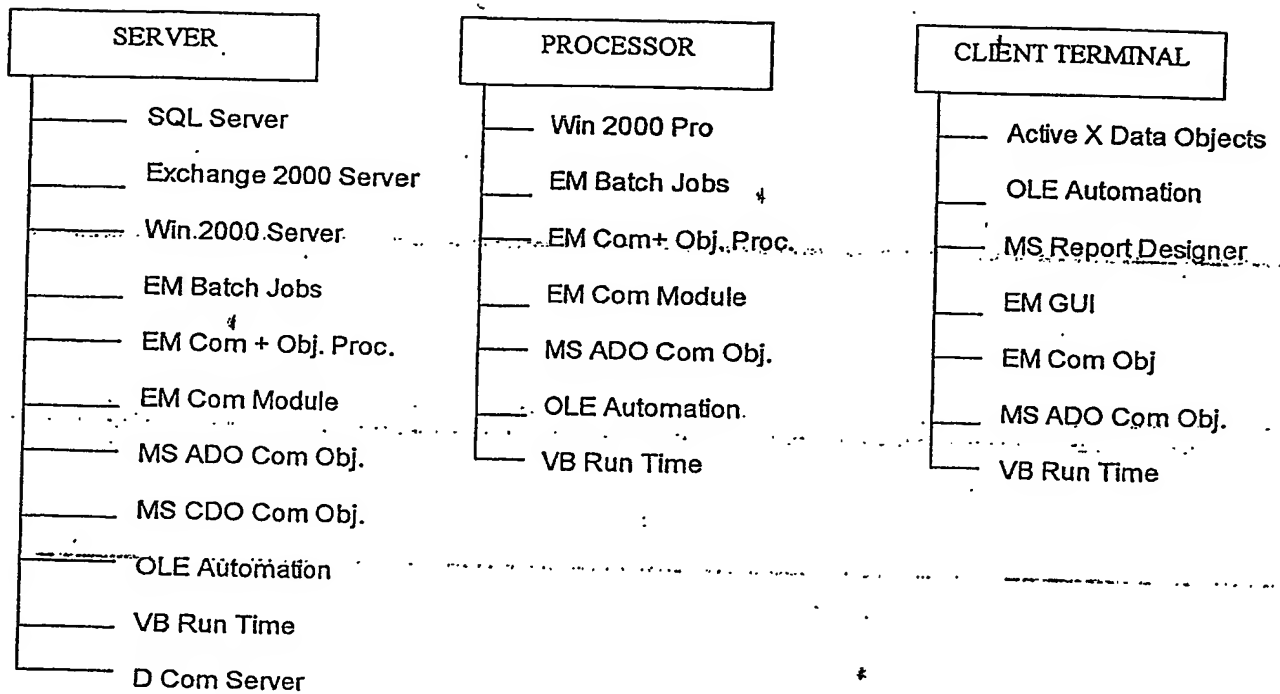 SERVER
SQL Server
Exchange 2000 Server
Win 2000 Server
EM Batch Jobs
EM Com + Obj. Proc.
EM Com Module
MS ADO Com Obj.
MS CDO Com Obj.
OLE Automation
VB Run Time
D Com Server
PROCESSOR
Win 2000 Pro
EM Batch Jobs
EM Com+ Obj. Proc.
EM Com Module
MS ADO Com Obj.
OLE Automation
VB Run Time
CLIENT TERMINAL
Active X Data Objects
OLE Automation
MS Report Designer
EM GUI
EM Com Obj
MS ADO Com Obj.
VB Run Time